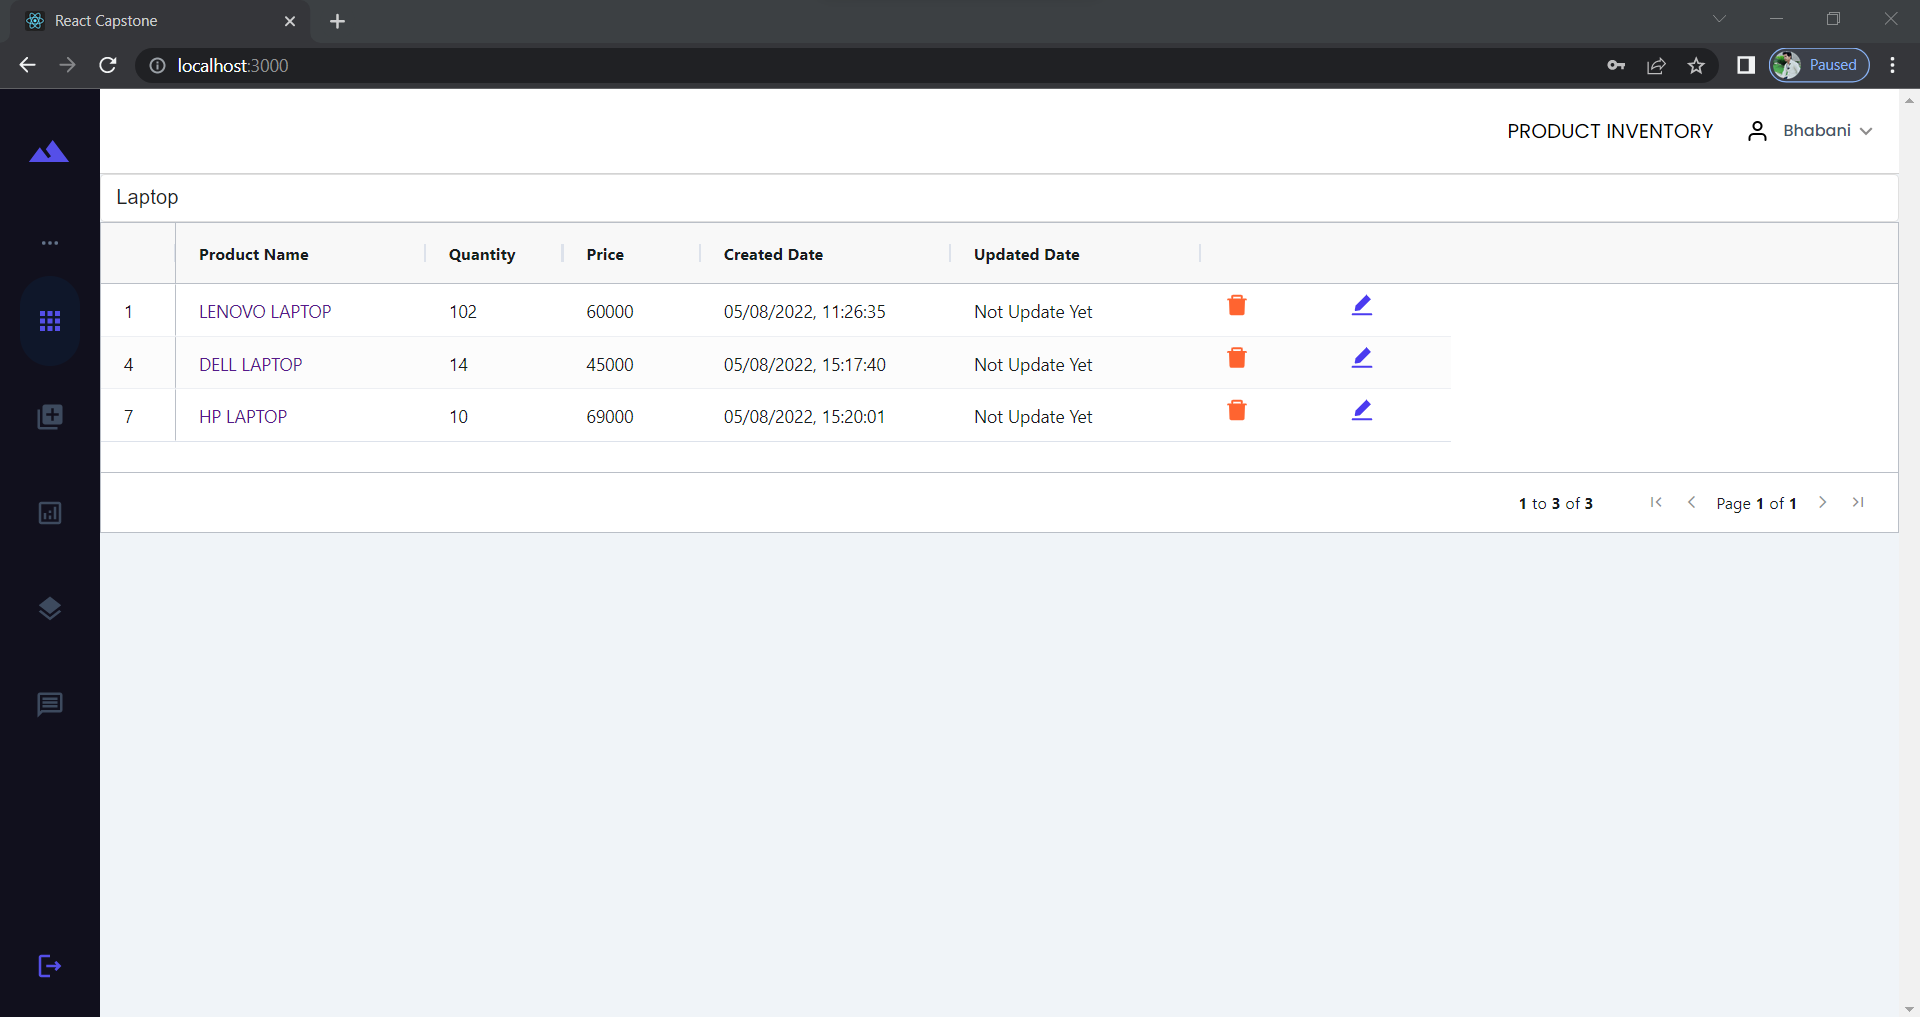 React Capstone
localhost:3000
Paused
PRODUCT INVENTORY Bhabani
Laptop
Product Name Quantity Price Created Date Updated Date
1 LENOVO LAPTOP 102 60000 05/08/2022, 11:26:35 Not Update Yet
4 DELL LAPTOP 14 45000 05/08/2022, 15:17:40 Not Update Yet
7 HP LAPTOP 10 69000 05/08/2022, 15:20:01 Not Update Yet
1 to 3 of 3 Page 1 of 1